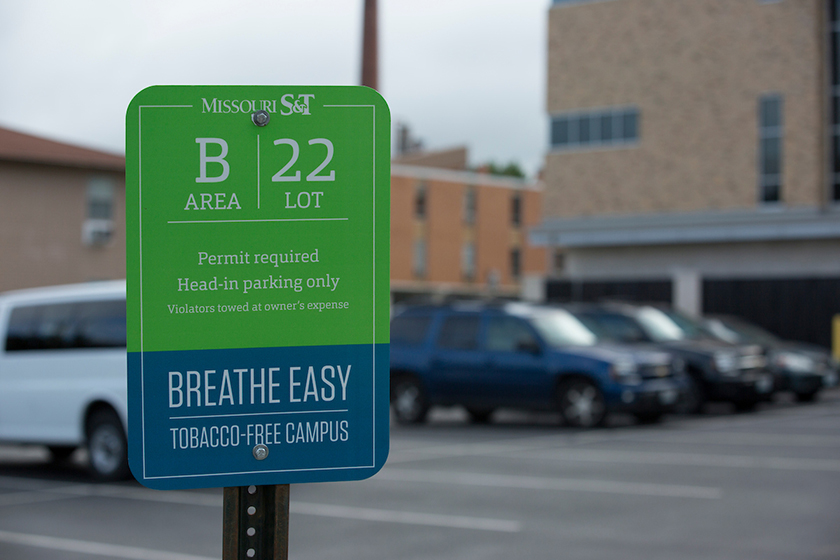 MISSOURI S&T
B 22
AREA LOT
Permit required
Head-in parking only
Violators towed at owner's expense
BREATHE EASY
TOBACCO-FREE CAMPUS